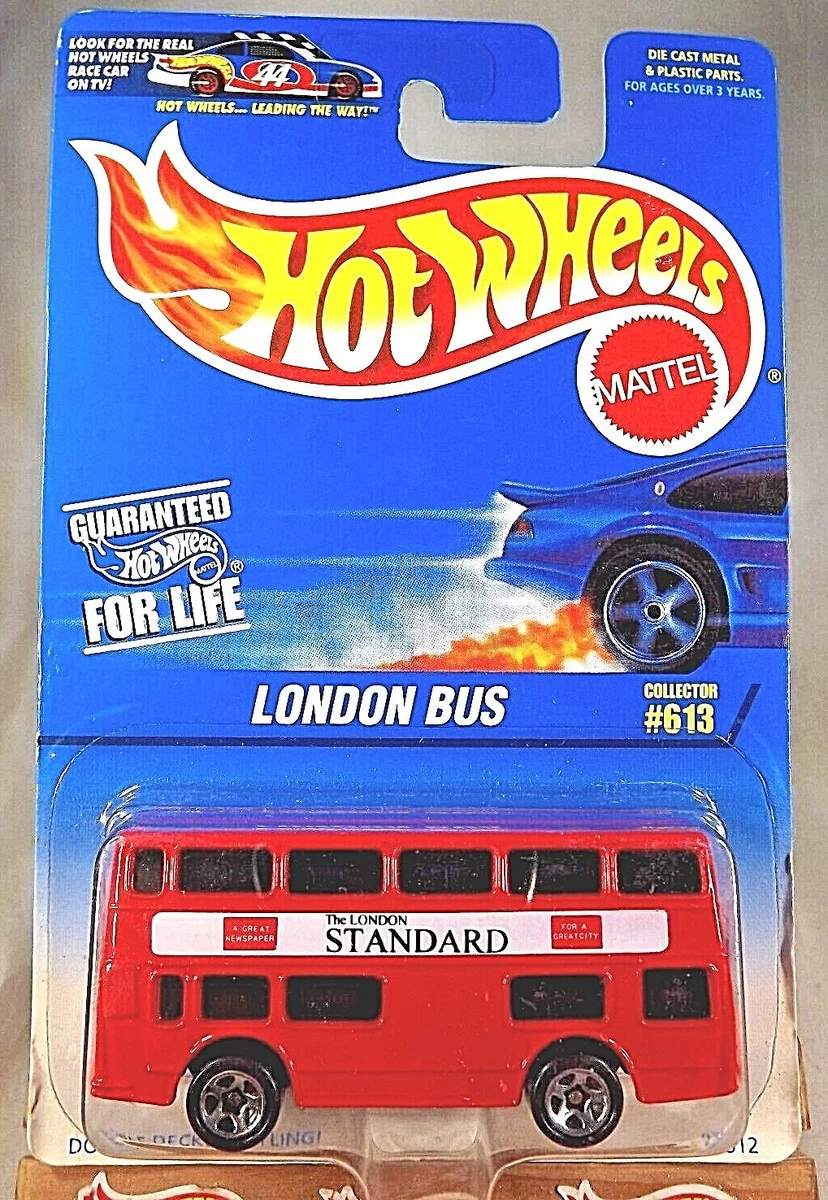 LOOK FOR THE REAL
HOT WHEELS
RACE CAR
ON TV!
44
HOT WHEELS... LEADING THE WAY!™
DIE CAST METAL
& PLASTIC PARTS.
FOR AGES OVER 3 YEARS.
HOT WHEELS
MATTEL
®
GUARANTEED
HOT WHEELS
MATTEL
®
FOR LIFE
LONDON BUS
COLLECTOR
#613
A GREAT
NEWSPAPER
The LONDON
STANDARD
FOR A
GREATCITY